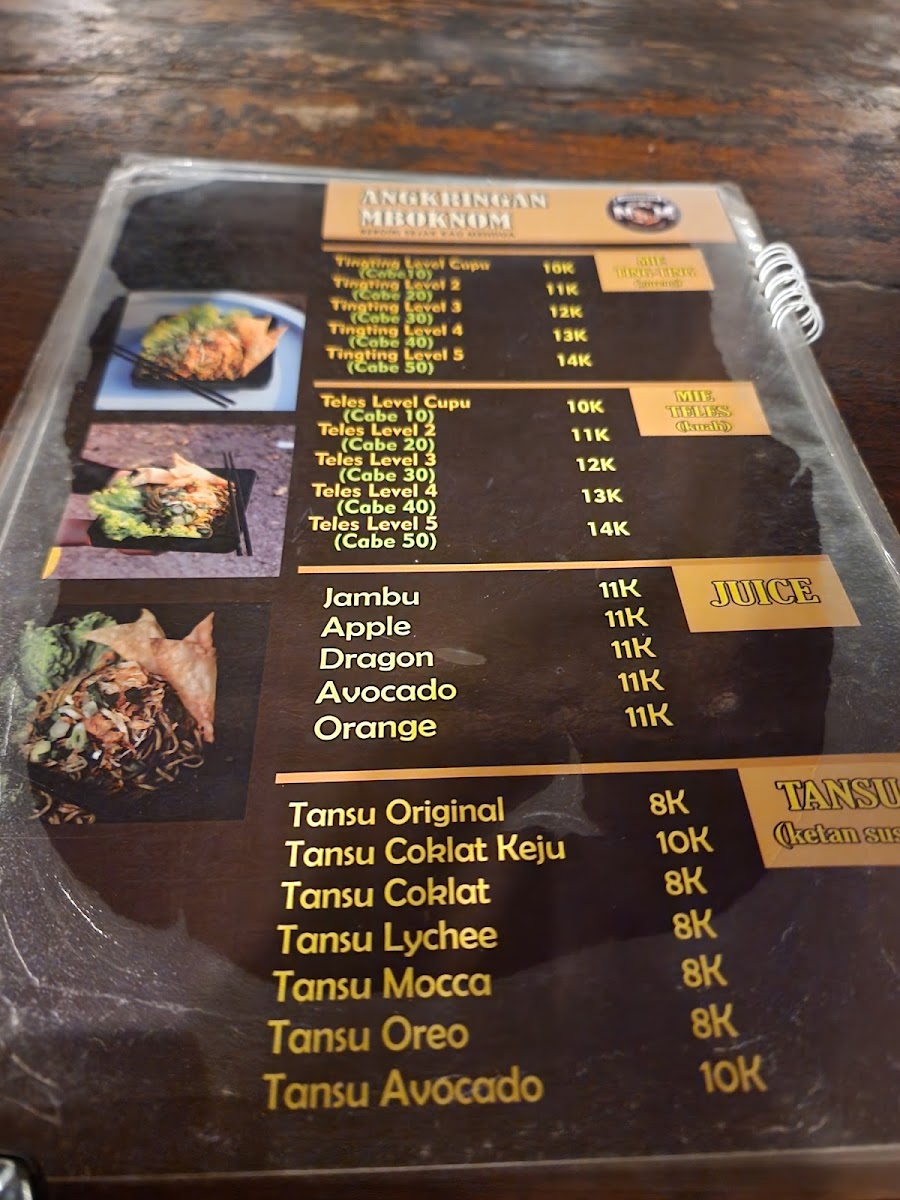 ANGKRINGAN
MBOKNOM
MIE
TING-TING
(goreng)
Tingting Level Cupu 10K
(Cabe 10)
Tingting Level 2 11K
(Cabe 20)
Tingting Level 3 12K
(Cabe 30)
Tingting Level 4 13K
(Cabe 40)
Tingting Level 5 14K
(Cabe 50)
MIE
TELES
(kuah)
Teles Level Cupu 10K
(Cabe 10)
Teles Level 2 11K
(Cabe 20)
Teles Level 3 12K
(Cabe 30)
Teles Level 4 13K
(Cabe 40)
Teles Level 5 14K
(Cabe 50)
JUICE
Jambu 11K
Apple 11K
Dragon 11K
Avocado 11K
Orange 11K
TANSU
(ketan sus
Tansu Original 8K
Tansu Coklat Keju 10K
Tansu Coklat 8K
Tansu Lychee 8K
Tansu Mocca 8K
Tansu Oreo 8K
Tansu Avocado 10K